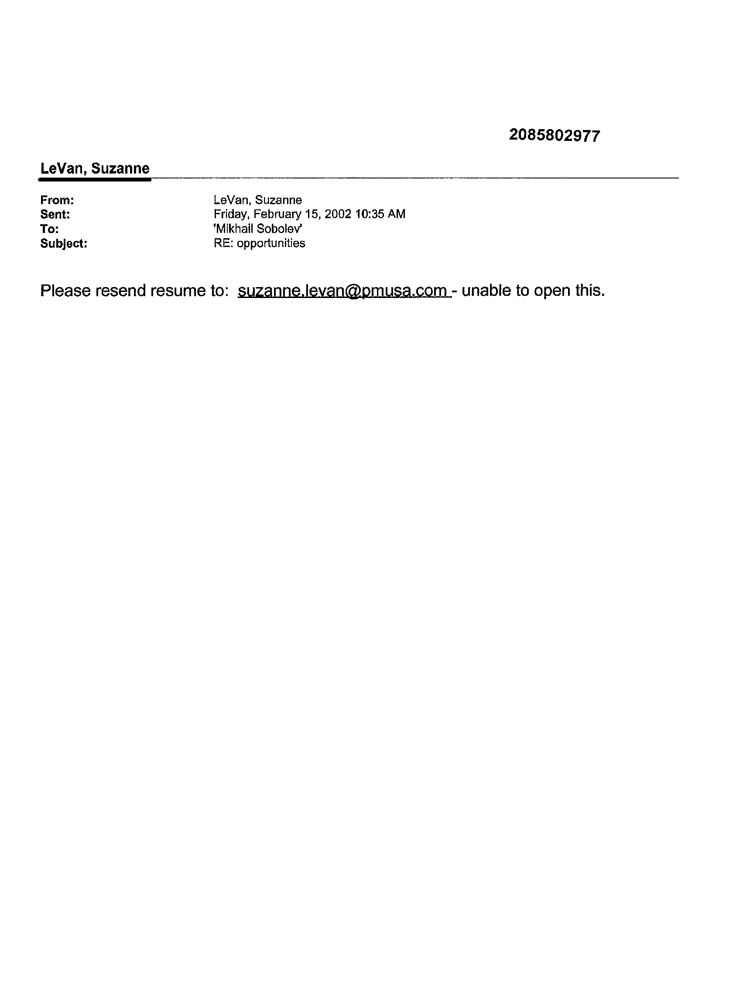 2085802977
LeVan, Suzanne
From: LeVan, Suzanne
Sent: Friday, February 15, 2002 10:35 AM
To: 'Mikhail Sobolev'
Subject: RE: opportunities
Please resend resume to: suzanne.levan@pmusa.com - unable to open this.